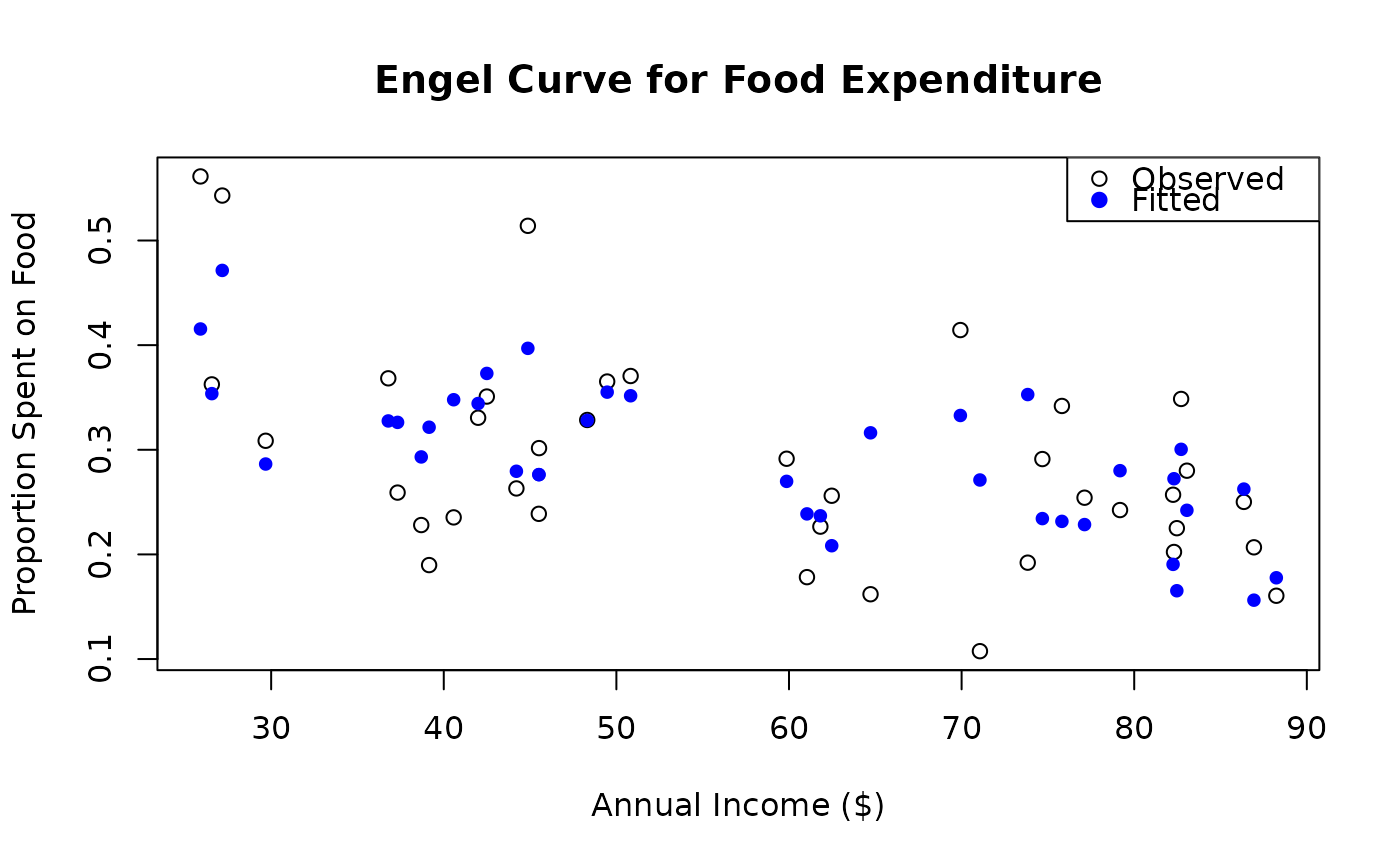 Engel Curve for Food Expenditure
Observed
Fitted
Proportion Spent on Food
0.5
0.4
0.3
0.2
0.1
30 40 50 60 70 80 90
Annual Income ($)